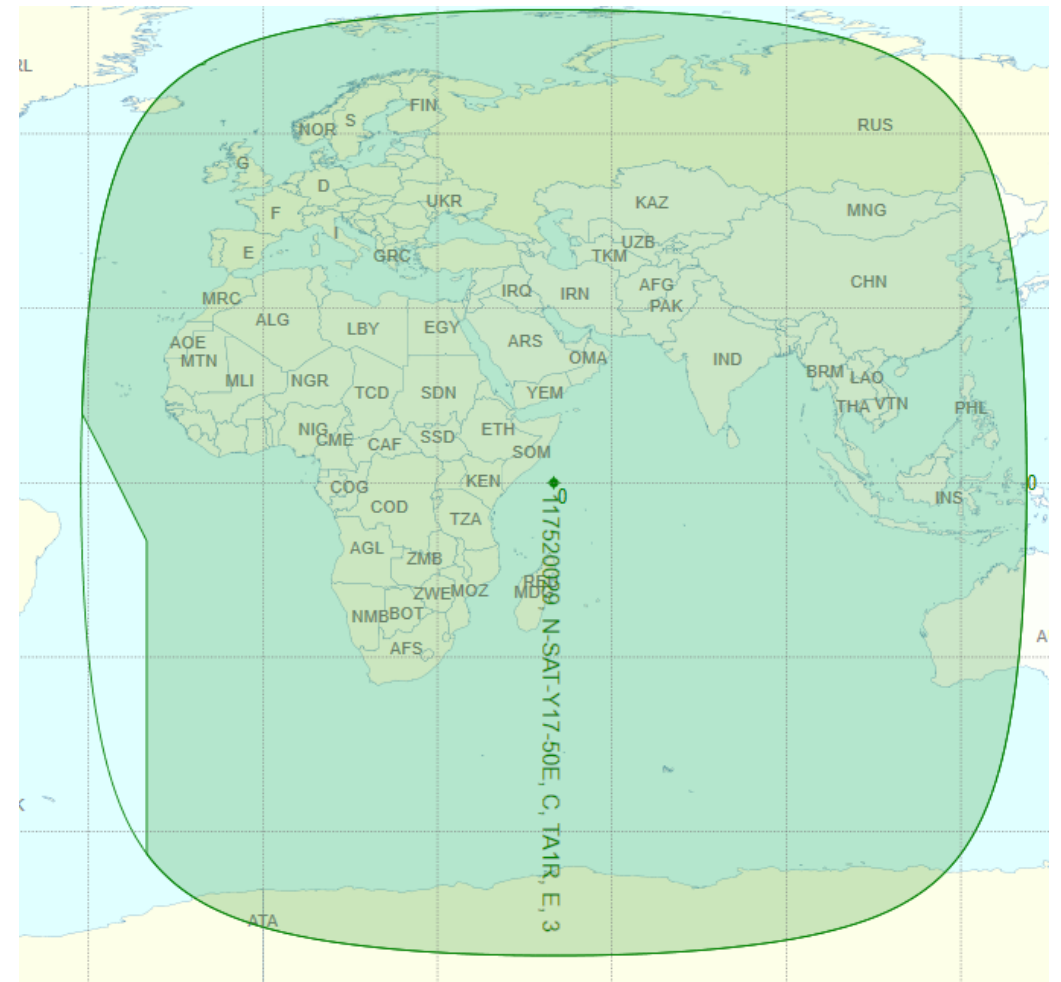 RL
FIN
NOR
S
RUS
G
D
UKR
KAZ
MNG
F
I
UZB
E
GRC
TKM
AFG
CHN
IRQ
IRN
PAK
MRC
ALG
LBY
EGY
ARS
AOE
OMA
IND
MTN
BRM
LAO
MLI
NGR
TCD
SDN
YEM
THA
VTN
PHL
NIG
CME
CAF
SSD
ETH
SOM
COG
KEN
0
0
INS
COD
TZA
AGL
ZMB
ZWE
MOZ
MDG
NMB
BOT
A
AFS
117520029, N-SAT-Y17-50E, C, TA1R, E, 3
K
ATA